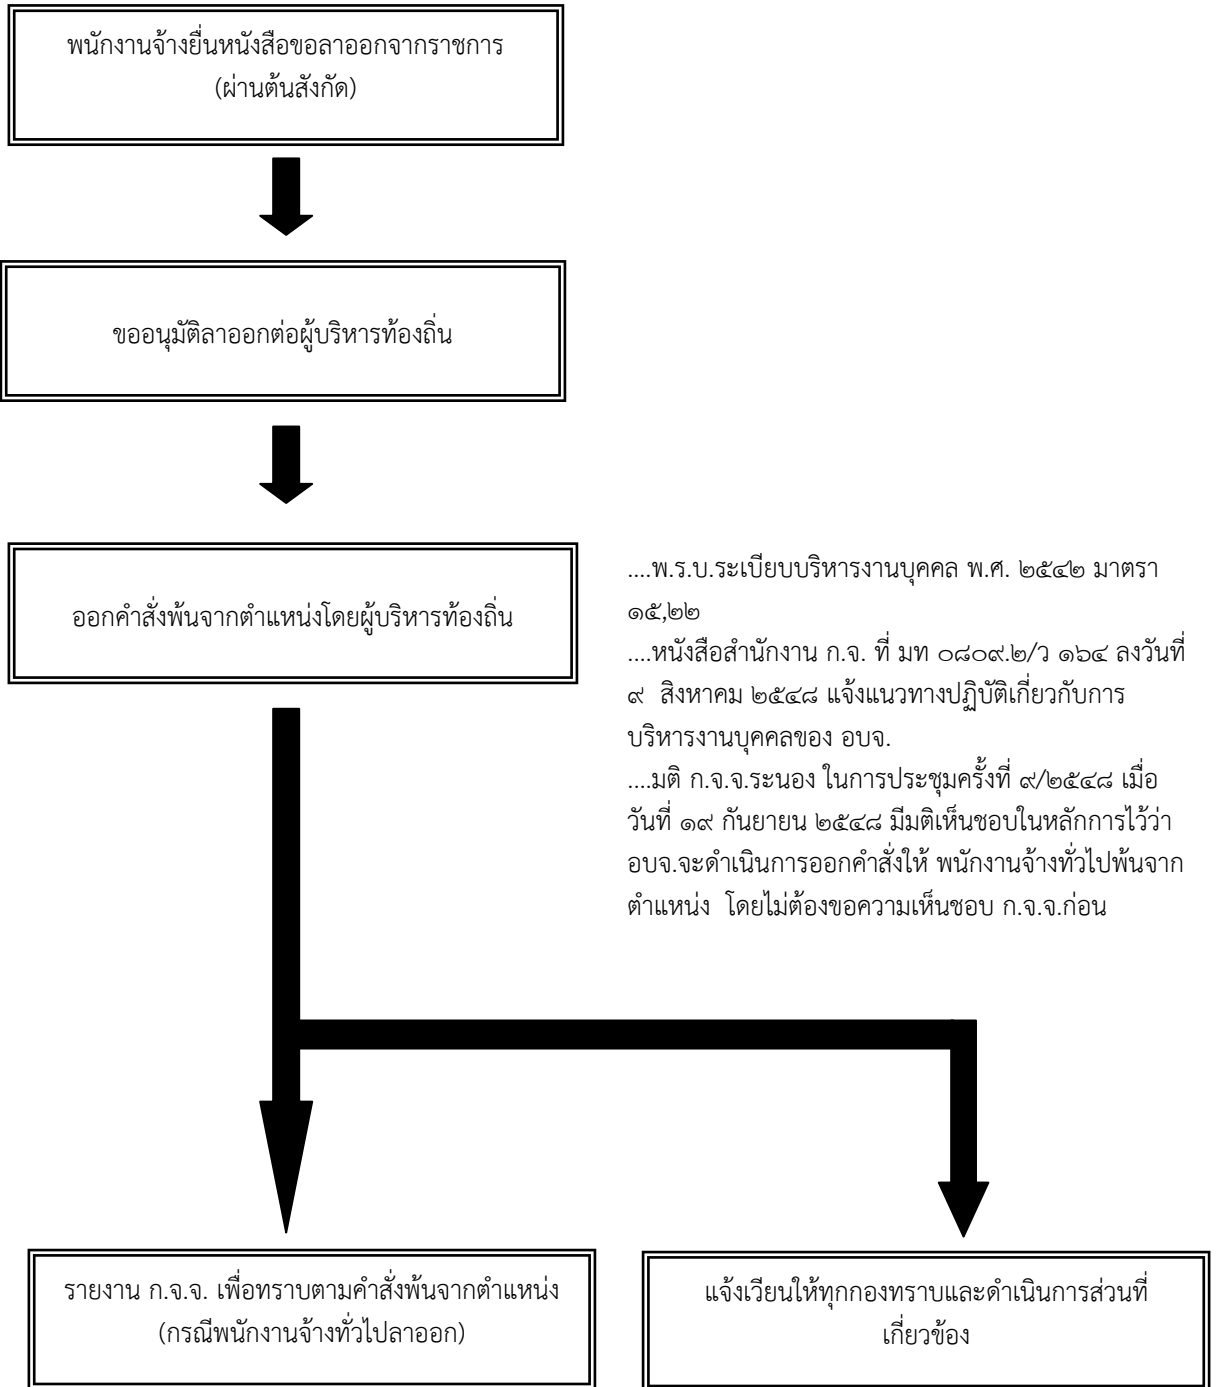 พนักงานจ้างยื่นหนังสือขอลาออกจากราชการ
(ผ่านต้นสังกัด)
ขออนุมัติลาออกต่อผู้บริหารท้องถิ่น
ออกคำสั่งพ้นจากตำแหน่งโดยผู้บริหารท้องถิ่น
....พ.ร.บ.ระเบียบบริหารงานบุคคล พ.ศ. ๒๕๔๒ มาตรา
๑๕,๒๒
....หนังสือสำนักงาน ก.จ. ที่ มท ๐๘๐๙.๒/ว ๑๖๔ ลงวันที่
๙ สิงหาคม ๒๕๔๘ แจ้งแนวทางปฏิบัติเกี่ยวกับการ
บริหารงานบุคคลของ อบจ.
....มติ ก.จ.จ.ระนอง ในการประชุมครั้งที่ ๙/๒๕๔๘ เมื่อ
วันที่ ๑๙ กันยายน ๒๕๔๘ มีมติเห็นชอบในหลักการไว้ว่า
อบจ.จะดำเนินการออกคำสั่งให้ พนักงานจ้างทั่วไปพ้นจาก
ตำแหน่ง โดยไม่ต้องขอความเห็นชอบ ก.จ.จ.ก่อน
รายงาน ก.จ.จ. เพื่อทราบตามคำสั่งพ้นจากตำแหน่ง
(กรณีพนักงานจ้างทั่วไปลาออก)
แจ้งเวียนให้ทุกกองทราบและดำเนินการส่วนที่
เกี่ยวข้อง